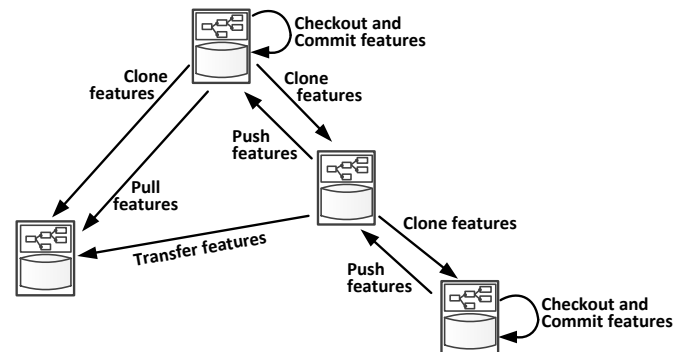 Checkout and
Commit features
Clone
features
Clone
features
Push
features
Pull
features
Transfer features
Clone features
Push
features
Checkout and
Commit features